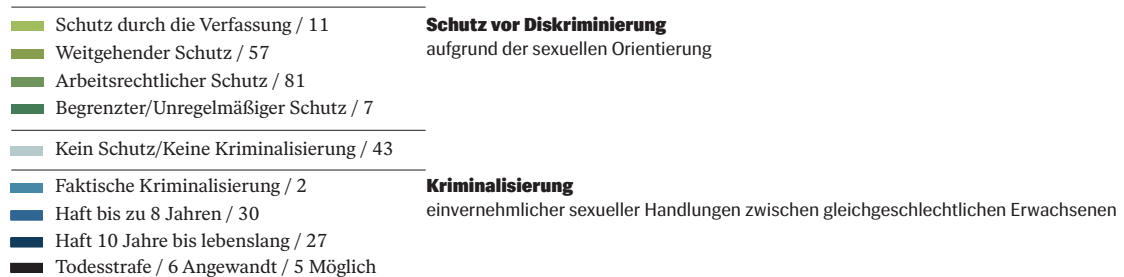 Schutz durch die Verfassung / 11
Weitgehender Schutz / 57
Arbeitsrechtlicher Schutz / 81
Begrenzter/Unregelmäßiger Schutz / 7
Schutz vor Diskriminierung
aufgrund der sexuellen Orientierung
Kein Schutz/Keine Kriminalisierung / 43
Faktische Kriminalisierung / 2
Haft bis zu 8 Jahren / 30
Haft 10 Jahre bis lebenslang / 27
Todesstrafe / 6 Angewandt / 5 Möglich
Kriminalisierung
einvernehmlicher sexueller Handlungen zwischen gleichgeschlechtlichen Erwachsenen